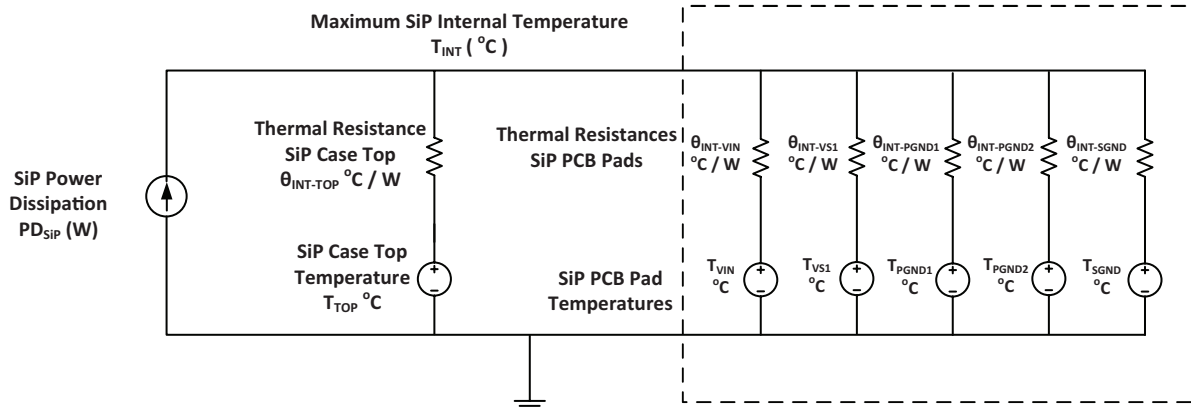 Maximum SiP Internal Temperature
T_INT ( °C )
Thermal Resistance
SiP Case Top
θ_INT-TOP °C / W
Thermal Resistances
SiP PCB Pads
θ_INT-VIN
°C / W
θ_INT-VS1
°C / W
θ_INT-PGND1
°C / W
θ_INT-PGND2
°C / W
θ_INT-SGND
°C / W
SiP Power
Dissipation
PD_SiP (W)
SiP Case Top
Temperature
T_TOP °C
SiP PCB Pad
Temperatures
T_VIN
°C
T_VS1
°C
T_PGND1
°C
T_PGND2
°C
T_SGND
°C